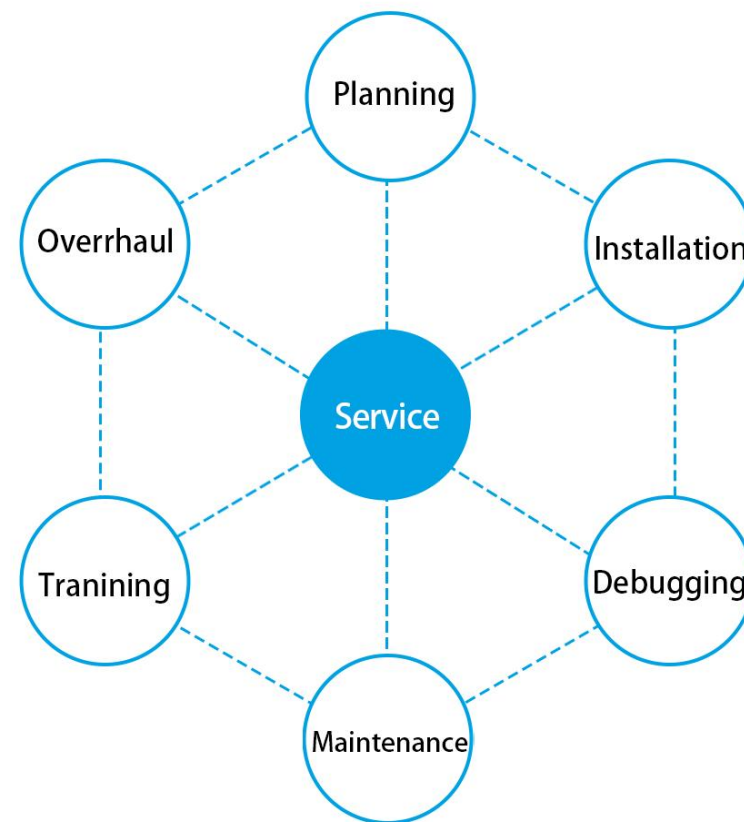 Planning
Overrhaul
Installation
Service
Tranining
Debugging
Maintenance